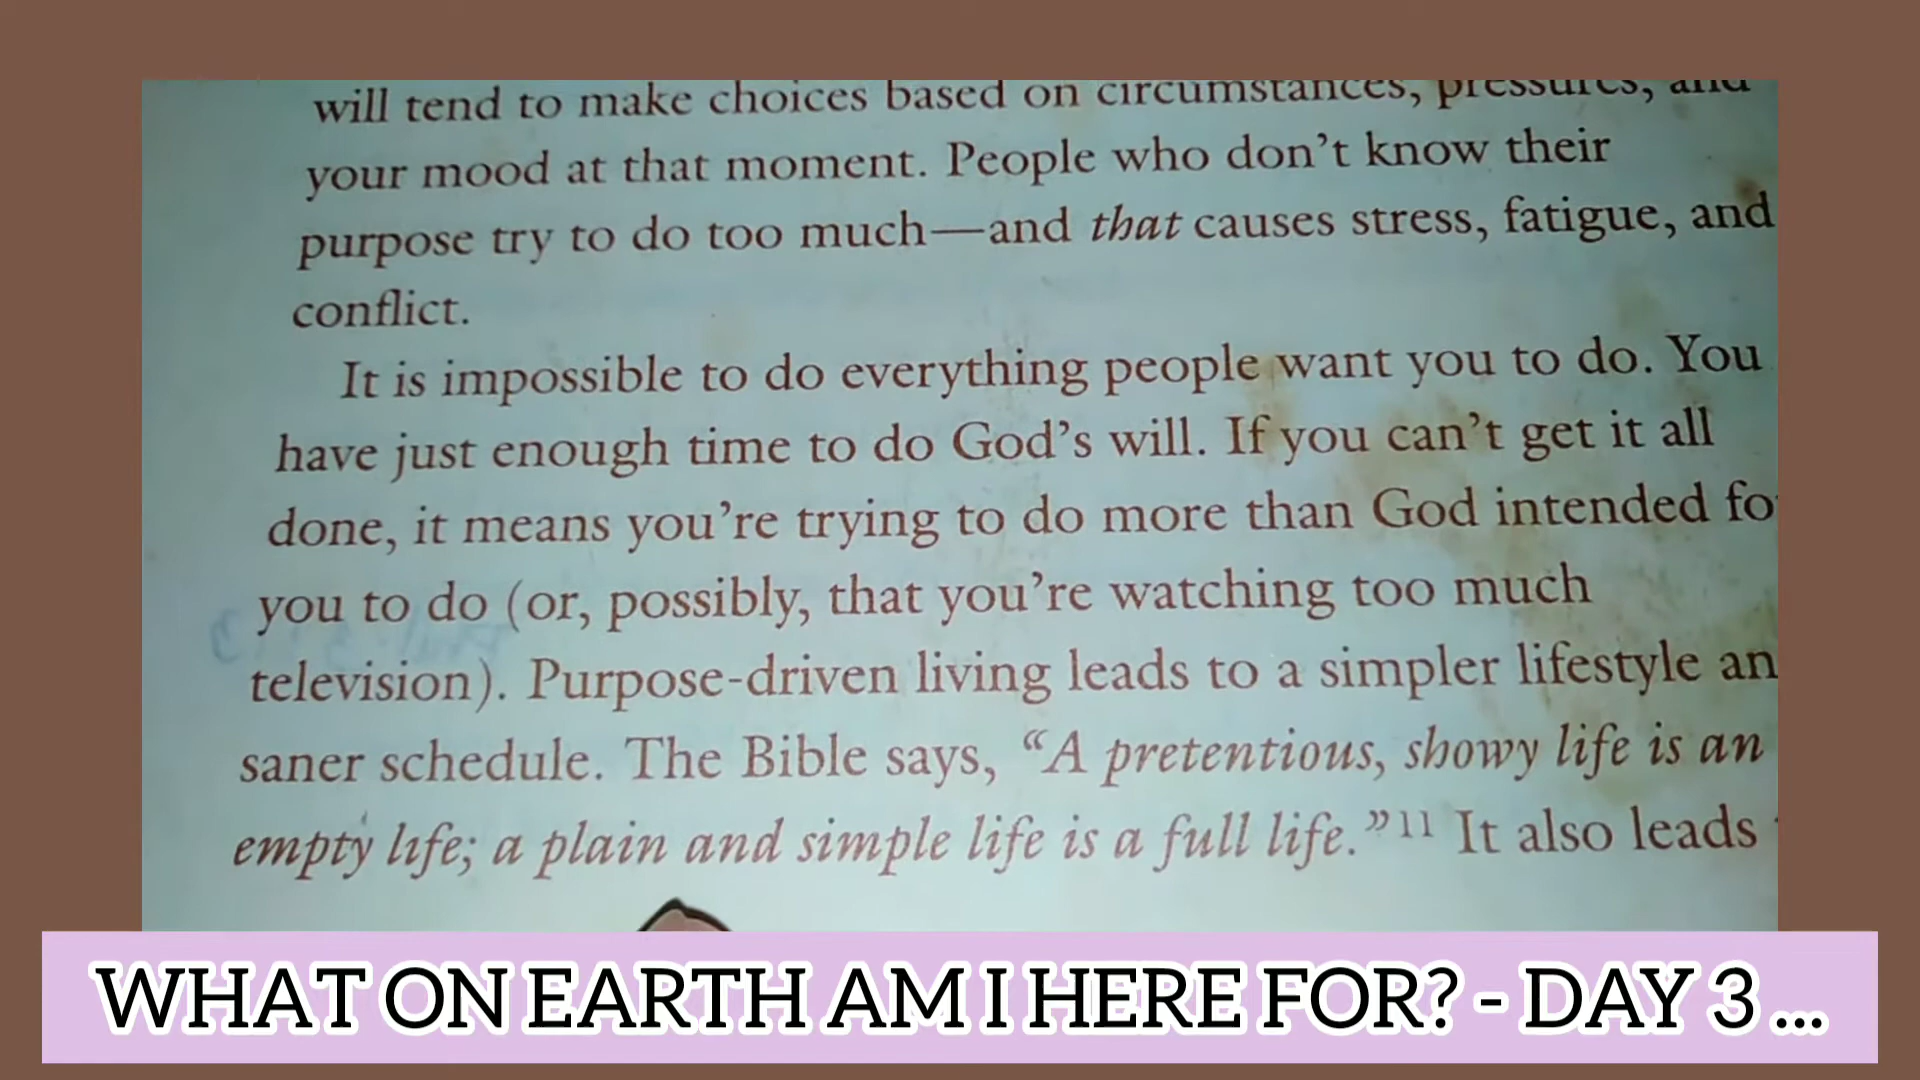 will tend to make choices based on circumstances, pressures, and
your mood at that moment. People who don't know their
purpose try to do too much—and that causes stress, fatigue, and
conflict.
It is impossible to do everything people want you to do. You
have just enough time to do God's will. If you can't get it all
done, it means you're trying to do more than God intended fo
you to do (or, possibly, that you're watching too much
television). Purpose-driven living leads to a simpler lifestyle an
saner schedule. The Bible says, “A pretentious, showy life is an
empty life; a plain and simple life is a full life.”11 It also leads
WHAT ON EARTH AM I HERE FOR? - DAY 3 ...